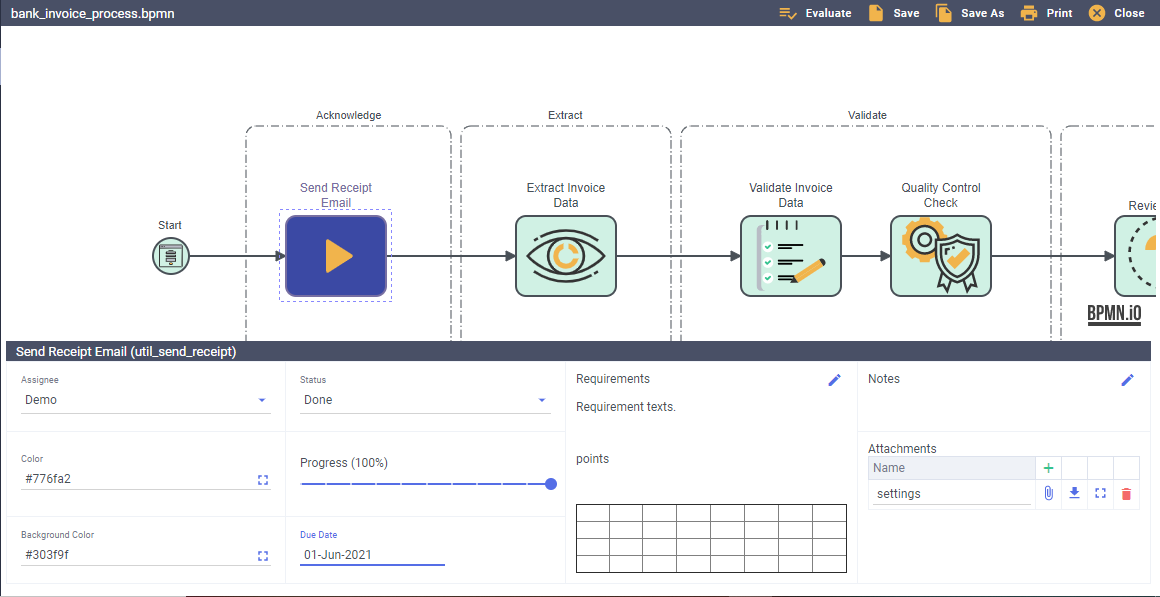 bank_invoice_process.bpmn
Evaluate
Save
Save As
Print
Close
Acknowledge
Extract
Validate
Send Receipt
Email
Extract Invoice
Data
Validate Invoice
Data
Quality Control
Check
Start
BPMN.iO
Send Receipt Email (util_send_receipt)
Assignee
Demo
Status
Done
Color
#776fa2
Progress (100%)
Background Color
#303f9f
Due Date
01-Jun-2021
Requirements
Requirement texts.
points
Notes
Attachments
Name
settings